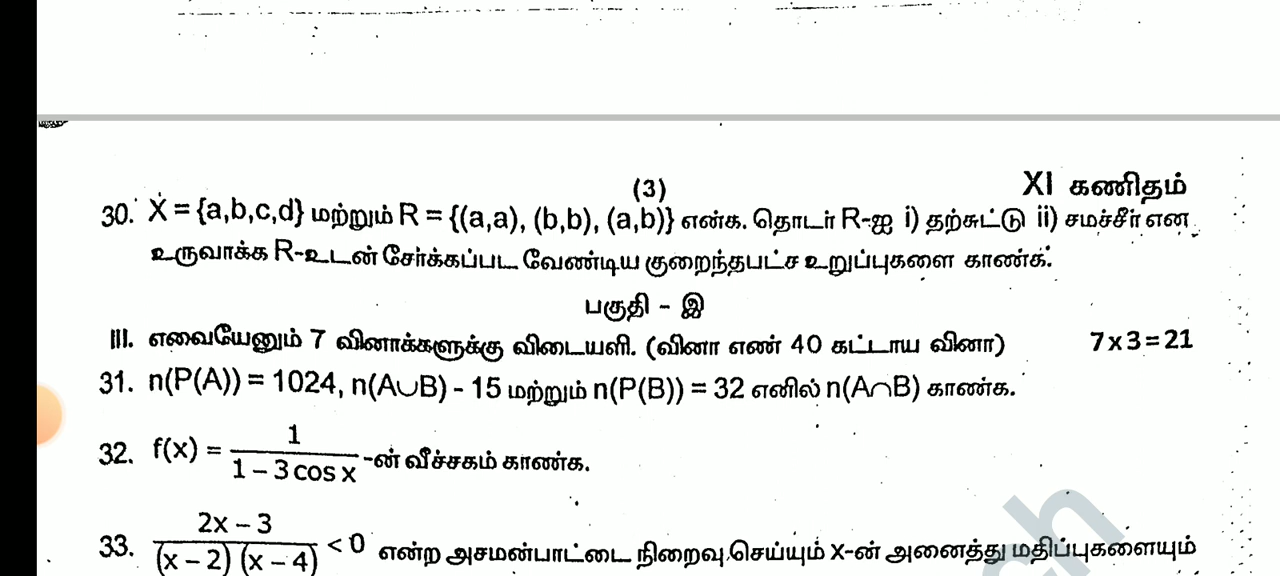 (3)
XI கணிதம்
30. X = {a,b,c,d} மற்றும் R = {(a,a), (b,b), (a,b)} என்க. தொடர் R-ஐ i) தற்சுட்டு ii) சமச்சீர் என
உருவாக்க R-உடன் சேர்க்கப்பட வேண்டிய குறைந்தபட்ச உறுப்புகளை காண்க.
பகுதி - இ
III. எவையேனும் 7 வினாக்களுக்கு விடையளி. (வினா எண் 40 கட்டாய வினா) 7x3=21
31. n(P(A)) = 1024, n(A∪B) - 15 மற்றும் n(P(B)) = 32 எனில் n(A∩B) காண்க.
32. f(x) = 1 / (1 – 3 cos x) -ன் வீச்சகம் காண்க.
33. (2x – 3) / ((x – 2) (x – 4)) < 0 என்ற அசமன்பாட்டை நிறைவு செய்யும் x-ன் அனைத்து மதிப்புகளையும்